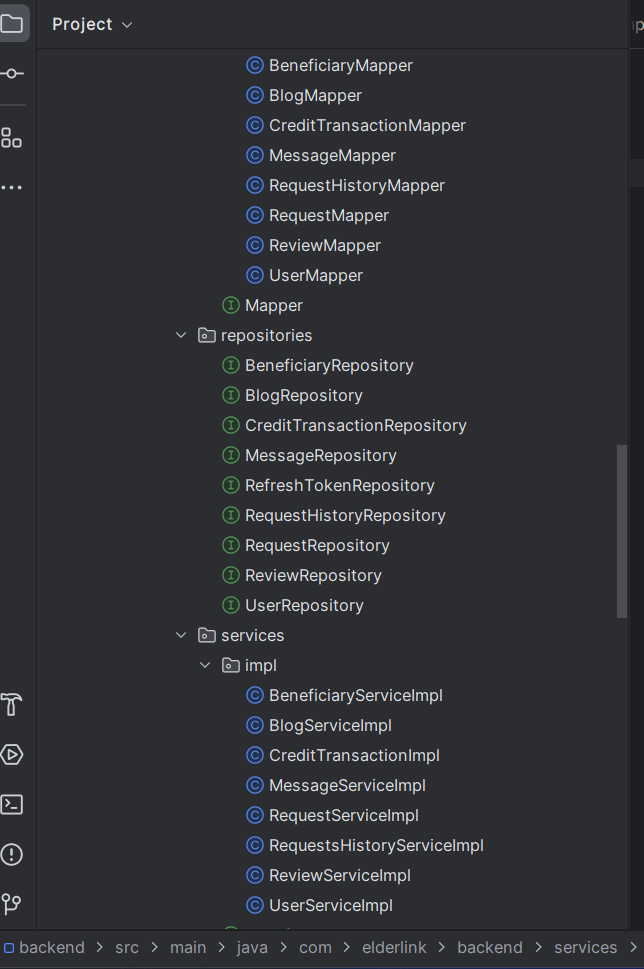 Project
BeneficiaryMapper
BlogMapper
CreditTransactionMapper
MessageMapper
RequestHistoryMapper
RequestMapper
ReviewMapper
UserMapper
Mapper
repositories
BeneficiaryRepository
BlogRepository
CreditTransactionRepository
MessageRepository
RefreshTokenRepository
RequestHistoryRepository
RequestRepository
ReviewRepository
UserRepository
services
impl
BeneficiaryServiceImpl
BlogServiceImpl
CreditTransactionImpl
MessageServiceImpl
RequestServiceImpl
RequestsHistoryServiceImpl
ReviewServiceImpl
UserServiceImpl
backend > src > main > java > com > elderlink > backend > services >